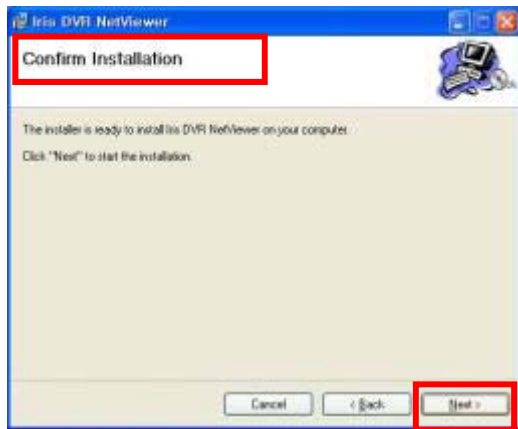 Iris DVR NetViewer
Confirm Installation
The installer is ready to install Iris DVR NetViewer on your computer.
Click "Next" to start the installation.
Cancel
< Back
Next >